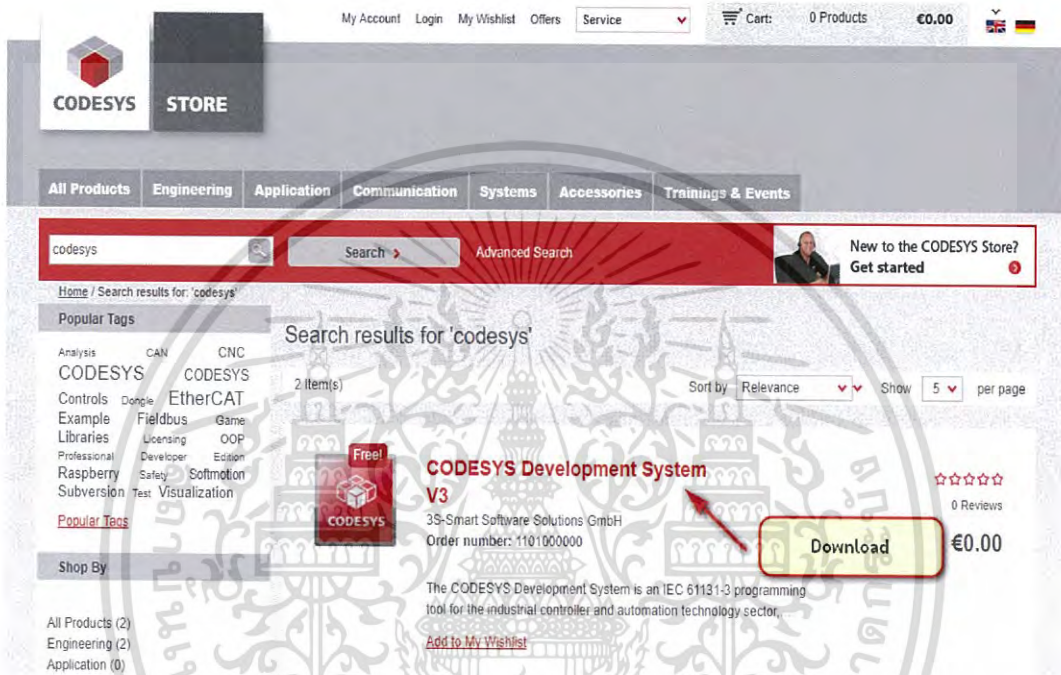 My Account Login My Wishlist Offers Service Cart: 0 Products €0.00
CODESYS STORE
All Products Engineering Application Communication Systems Accessories Trainings & Events
codesys Search Advanced Search
New to the CODESYS Store?
Get started
Home / Search results for: 'codesys'
Popular Tags
Analysis CAN CNC
CODESYS CODESYS
Controls Dongle EtherCAT
Example Fieldbus Game
Libraries Licensing OOP
Professional Developer Edition
Raspberry Safety Softmotion
Subversion Test Visualization
Popular Tags
Shop By
All Products (2)
Engineering (2)
Application (0)
Search results for 'codesys'
2 Item(s)
Sort by Relevance Show 5 per page
Free!
CODESYS
CODESYS Development System
V3
3S-Smart Software Solutions GmbH
Order number: 1101000000
0 Reviews
Download
€0.00
The CODESYS Development System is an IEC 61131-3 programming
tool for the industrial controller and automation technology sector,...
Add to My Wishlist